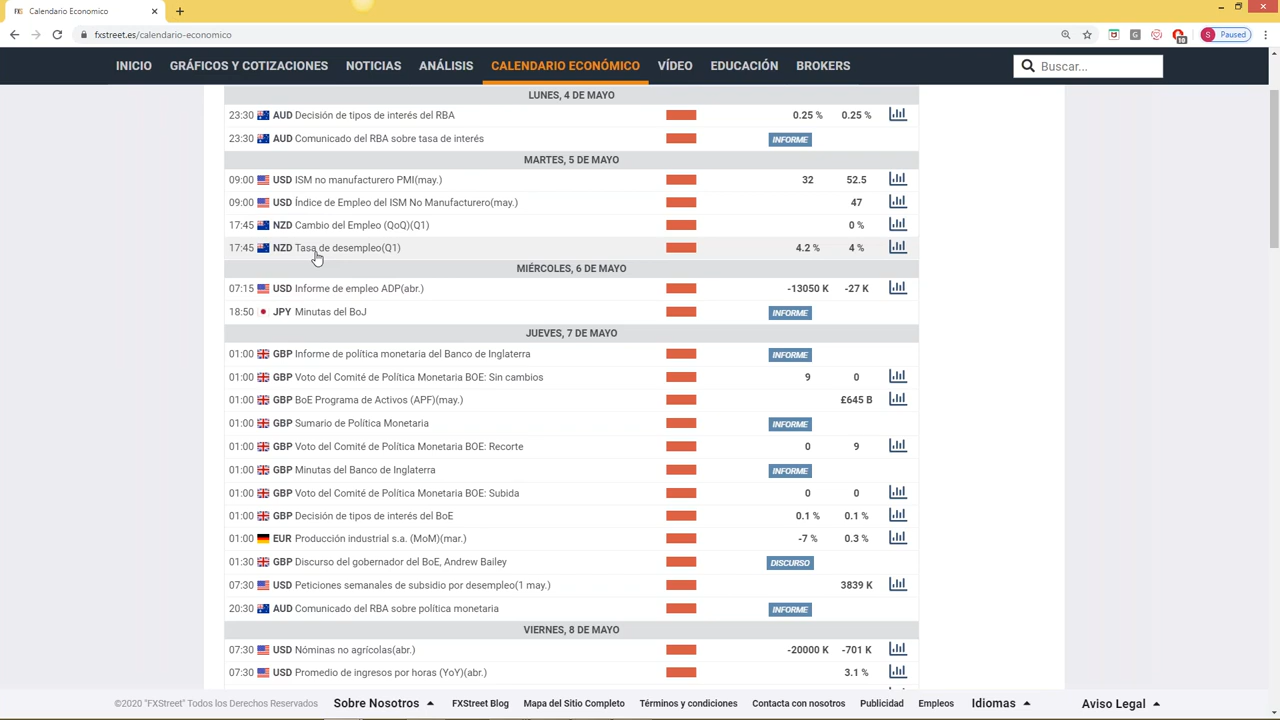 Calendario Economico
fxstreet.es/calendario-economico
Paused
INICIO GRÁFICOS Y COTIZACIONES NOTICIAS ANÁLISIS CALENDARIO ECONÓMICO VÍDEO EDUCACIÓN BROKERS Buscar...
LUNES, 4 DE MAYO
23:30 AUD Decisión de tipos de interés del RBA 0.25 % 0.25 %
23:30 AUD Comunicado del RBA sobre tasa de interés INFORME
MARTES, 5 DE MAYO
09:00 USD ISM no manufacturero PMI(may.) 32 52.5
09:00 USD Índice de Empleo del ISM No Manufacturero(may.) 47
17:45 NZD Cambio del Empleo (QoQ)(Q1) 0 %
17:45 NZD Tasa de desempleo(Q1) 4.2 % 4 %
MIÉRCOLES, 6 DE MAYO
07:15 USD Informe de empleo ADP(abr.) -13050 K -27 K
18:50 JPY Minutas del BoJ INFORME
JUEVES, 7 DE MAYO
01:00 GBP Informe de política monetaria del Banco de Inglaterra INFORME
01:00 GBP Voto del Comité de Política Monetaria BOE: Sin cambios 9 0
01:00 GBP BoE Programa de Activos (APF)(may.) £645 B
01:00 GBP Sumario de Política Monetaria INFORME
01:00 GBP Voto del Comité de Política Monetaria BOE: Recorte 0 9
01:00 GBP Minutas del Banco de Inglaterra INFORME
01:00 GBP Voto del Comité de Política Monetaria BOE: Subida 0 0
01:00 GBP Decisión de tipos de interés del BoE 0.1 % 0.1 %
01:00 EUR Producción industrial s.a. (MoM)(mar.) -7 % 0.3 %
01:30 GBP Discurso del gobernador del BoE, Andrew Bailey DISCURSO
07:30 USD Peticiones semanales de subsidio por desempleo(1 may.) 3839 K
20:30 AUD Comunicado del RBA sobre política monetaria INFORME
VIERNES, 8 DE MAYO
07:30 USD Nóminas no agrícolas(abr.) -20000 K -701 K
07:30 USD Promedio de ingresos por horas (YoY)(abr.) 3.1 %
©2020 "FXStreet" Todos los Derechos Reservados Sobre Nosotros FXStreet Blog Mapa del Sitio Completo Términos y condiciones Contacta con nosotros Publicidad Empleos Idiomas Aviso Legal